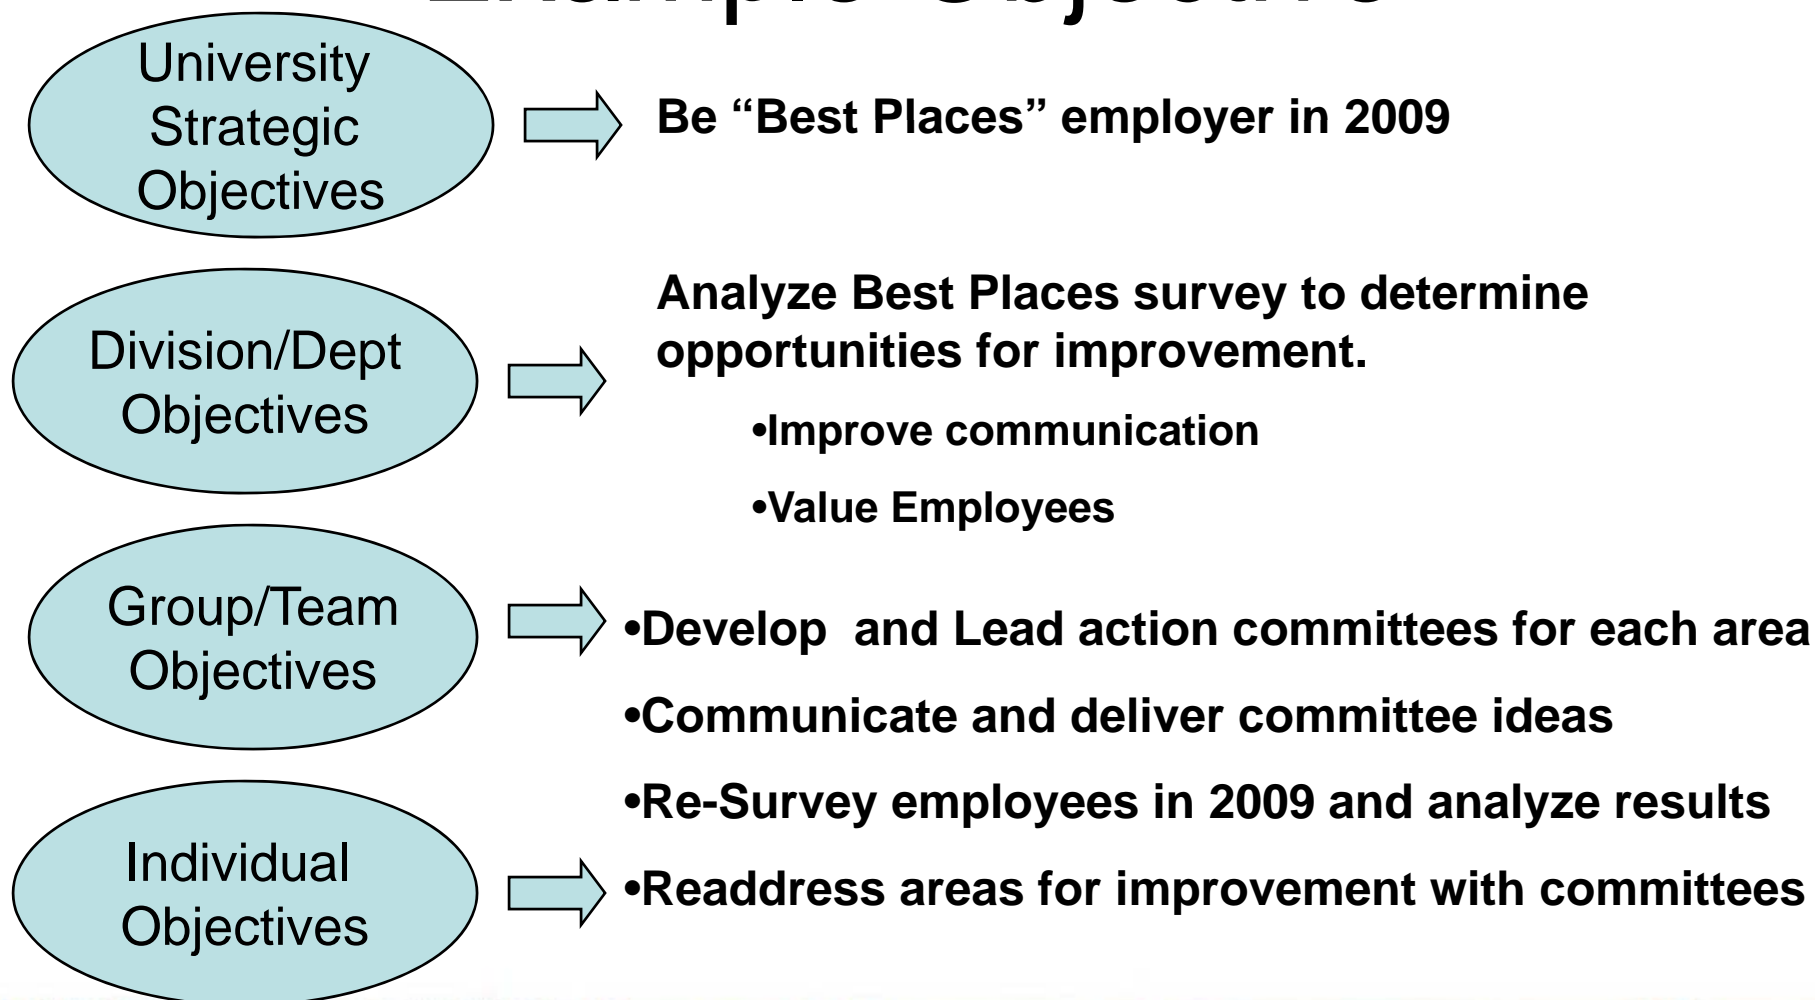 Example Objective
University
Strategic
Objectives
Be “Best Places” employer in 2009
Division/Dept
Objectives
Analyze Best Places survey to determine
opportunities for improvement.
•Improve communication
•Value Employees
Group/Team
Objectives
•Develop  and Lead action committees for each area
•Communicate and deliver committee ideas
•Re-Survey employees in 2009 and analyze results
Individual
Objectives
•Readdress areas for improvement with committees